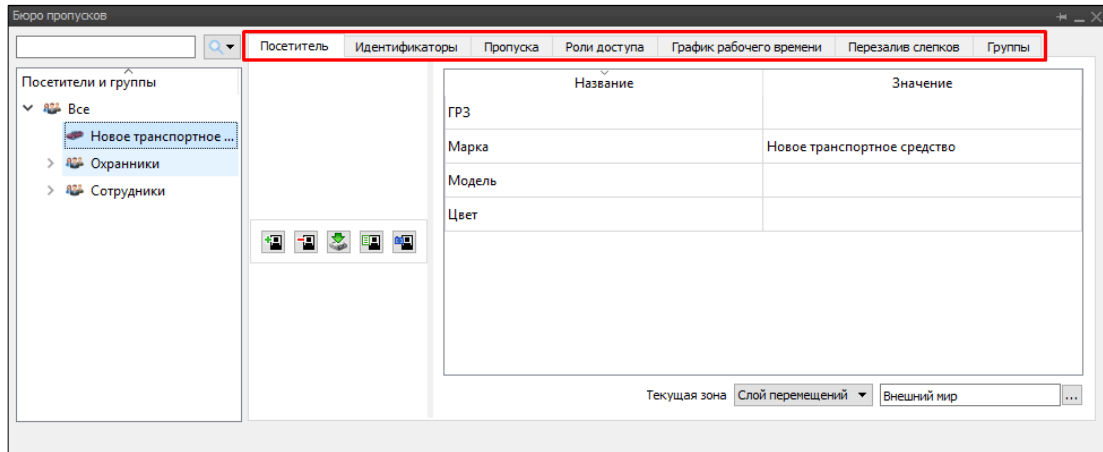 Бюро пропусков
Посетитель Идентификаторы Пропуска Роли доступа График рабочего времени Перезалив слепков Группы
Посетители и группы
Все
Новое транспортное ...
Охранники
Сотрудники
Название Значение
ГРЗ
Марка Новое транспортное средство
Модель
Цвет
Текущая зона Слой перемещений Внешний мир ...